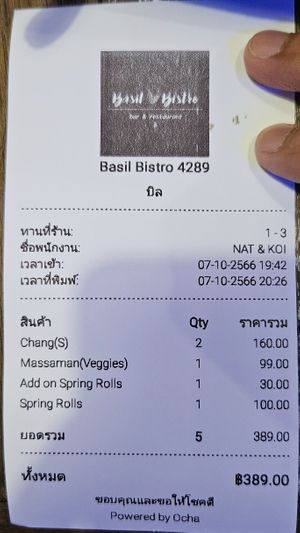 Basil Bistro
bar & restaurant
Basil Bistro 4289
บิล
ทานที่ร้าน: 1 - 3
ชื่อพนักงาน: NAT & KOI
เวลาเข้า: 07-10-2566 19:42
เวลาที่พิมพ์: 07-10-2566 20:26
สินค้า Qty ราคารวม
Chang(S) 2 160.00
Massaman(Veggies) 1 99.00
Add on Spring Rolls 1 30.00
Spring Rolls 1 100.00
ยอดรวม 5 389.00
ทั้งหมด ฿389.00
ขอบคุณและขอให้โชคดี
Powered by Ocha